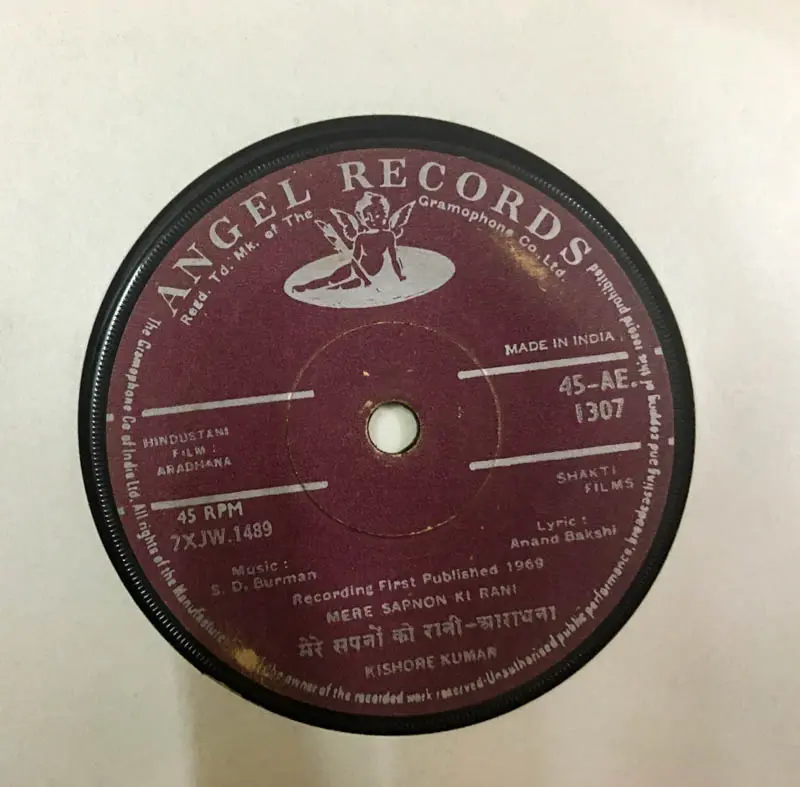 ANGEL RECORDS
Regd. Td. Mk. of The Gramophone Co., Ltd.
MADE IN INDIA
45-AE.
1307
HINDUSTANI
FILM :
ARADHANA
SHAKTI
FILMS
45 RPM
7XJW.1489
Music :
S. D. Burman
Lyric :
Anand Bakshi
Recording First Published 1969
MERE SAPNON KI RANI
मेरे सपनों की रानी-आराधना
KISHORE KUMAR
The Gramophone Co of India Ltd. All rights of the Manufacturer the owner of the recorded work reserved·Unauthorised public performance, broadcasting and copying of this record prohibited